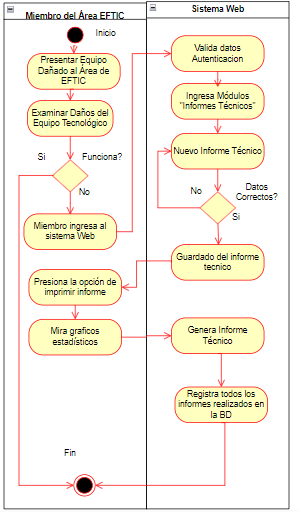 Miembro del Área EFTIC
Sistema Web
Inicio
Presentar Equipo
Dañado al Área de
EFTIC
Valida datos
Autenticacion
Examinar Daños del
Equipo Tecnológico
Ingresa Módulos
"Informes Técnicos"
Si
Funciona?
No
Nuevo Informe Técnico
No
Datos
Correctos?
Si
Miembro ingresa al
sistema Web
Guardado del informe
tecnico
Presiona la opción de
imprimir informe
Mira graficos
estadísticos
Genera Informe
Técnico
Registra todos los
informes realizados en
la BD
Fin